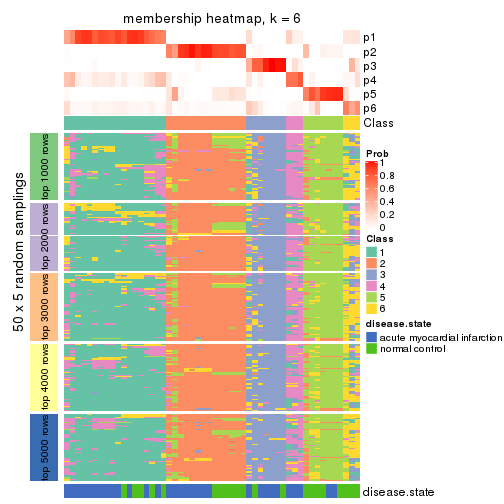 membership heatmap, k = 6
p1
p2
p3
p4
p5
p6
Class
50 x 5 random samplings
top 1000 rows
top 2000 rows
top 3000 rows
top 4000 rows
top 5000 rows
Prob
1
0.8
0.6
0.4
0.2
0
Class
1
2
3
4
5
6
disease.state
acute myocardial infarction
normal control
disease.state